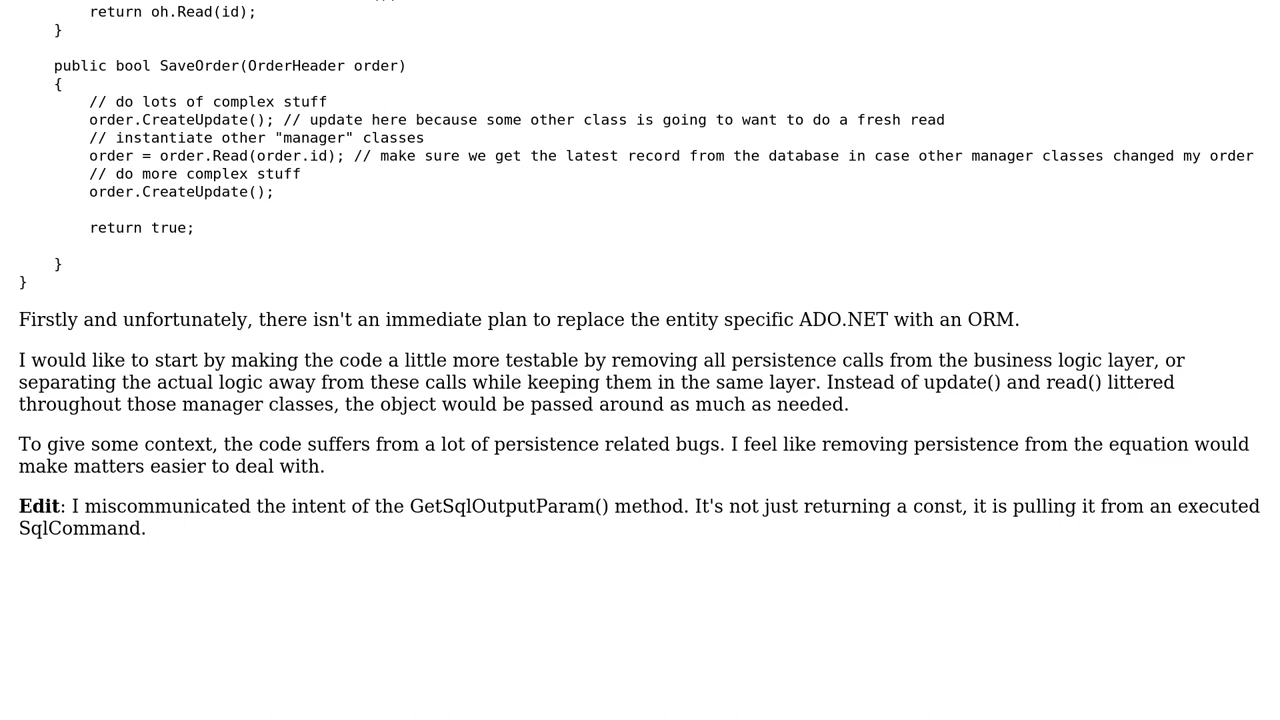 return oh.Read(id);
    }

    public bool SaveOrder(OrderHeader order)
    {
        // do lots of complex stuff
        order.CreateUpdate(); // update here because some other class is going to want to do a fresh read
        // instantiate other "manager" classes
        order = order.Read(order.id); // make sure we get the latest record from the database in case other manager classes changed my order
        // do more complex stuff
        order.CreateUpdate();

        return true;

    }
}
Firstly and unfortunately, there isn't an immediate plan to replace the entity specific ADO.NET with an ORM.
I would like to start by making the code a little more testable by removing all persistence calls from the business logic layer, or
separating the actual logic away from these calls while keeping them in the same layer. Instead of update() and read() littered
throughout those manager classes, the object would be passed around as much as needed.
To give some context, the code suffers from a lot of persistence related bugs. I feel like removing persistence from the equation would
make matters easier to deal with.
Edit: I miscommunicated the intent of the GetSqlOutputParam() method. It's not just returning a const, it is pulling it from an executed
SqlCommand.